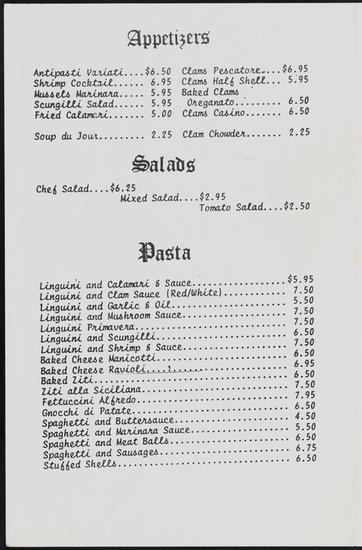 Appetizers
Antipasti Variati....$6.50 Clams Pescatore....$6.95
Shrimp Cocktail...... 6.95 Clams Half Shell... 5.95
Mussels Marinara..... 5.95 Baked Clams
Scungilli Salad...... 5.95 Oreganato........ 6.50
Fried Calamari....... 5.00 Clams Casino....... 6.50
Soup du Jour......... 2.25 Clam Chowder....... 2.25
Salads
Chef Salad....$6.25
Mixed Salad....$2.95
Tomato Salad....$2.50
Pasta
Linguini and Calamari & Sauce..................$5.95
Linguini and Clam Sauce (Red/White)............ 7.50
Linguini and Garlic & Oil...................... 5.50
Linguini and Mushroom Sauce.................... 7.50
Linguini Primavera............................. 7.50
Linguini and Scungilli......................... 6.50
Linguini and Shrimp & Sauce.................... 7.50
Baked Cheese Manicotti......................... 6.50
Baked Cheese Ravioli........................... 6.95
Baked Ziti..................................... 6.50
Ziti alla Siciliana............................ 7.50
Fettuccini Alfredo............................. 7.95
Gnocchi di Patate.............................. 6.50
Spaghetti and Buttersauce...................... 4.50
Spaghetti and Marinara Sauce................... 5.50
Spaghetti and Meat Balls....................... 6.50
Spaghetti and Sausages......................... 6.75
Stuffed Shells................................. 6.50